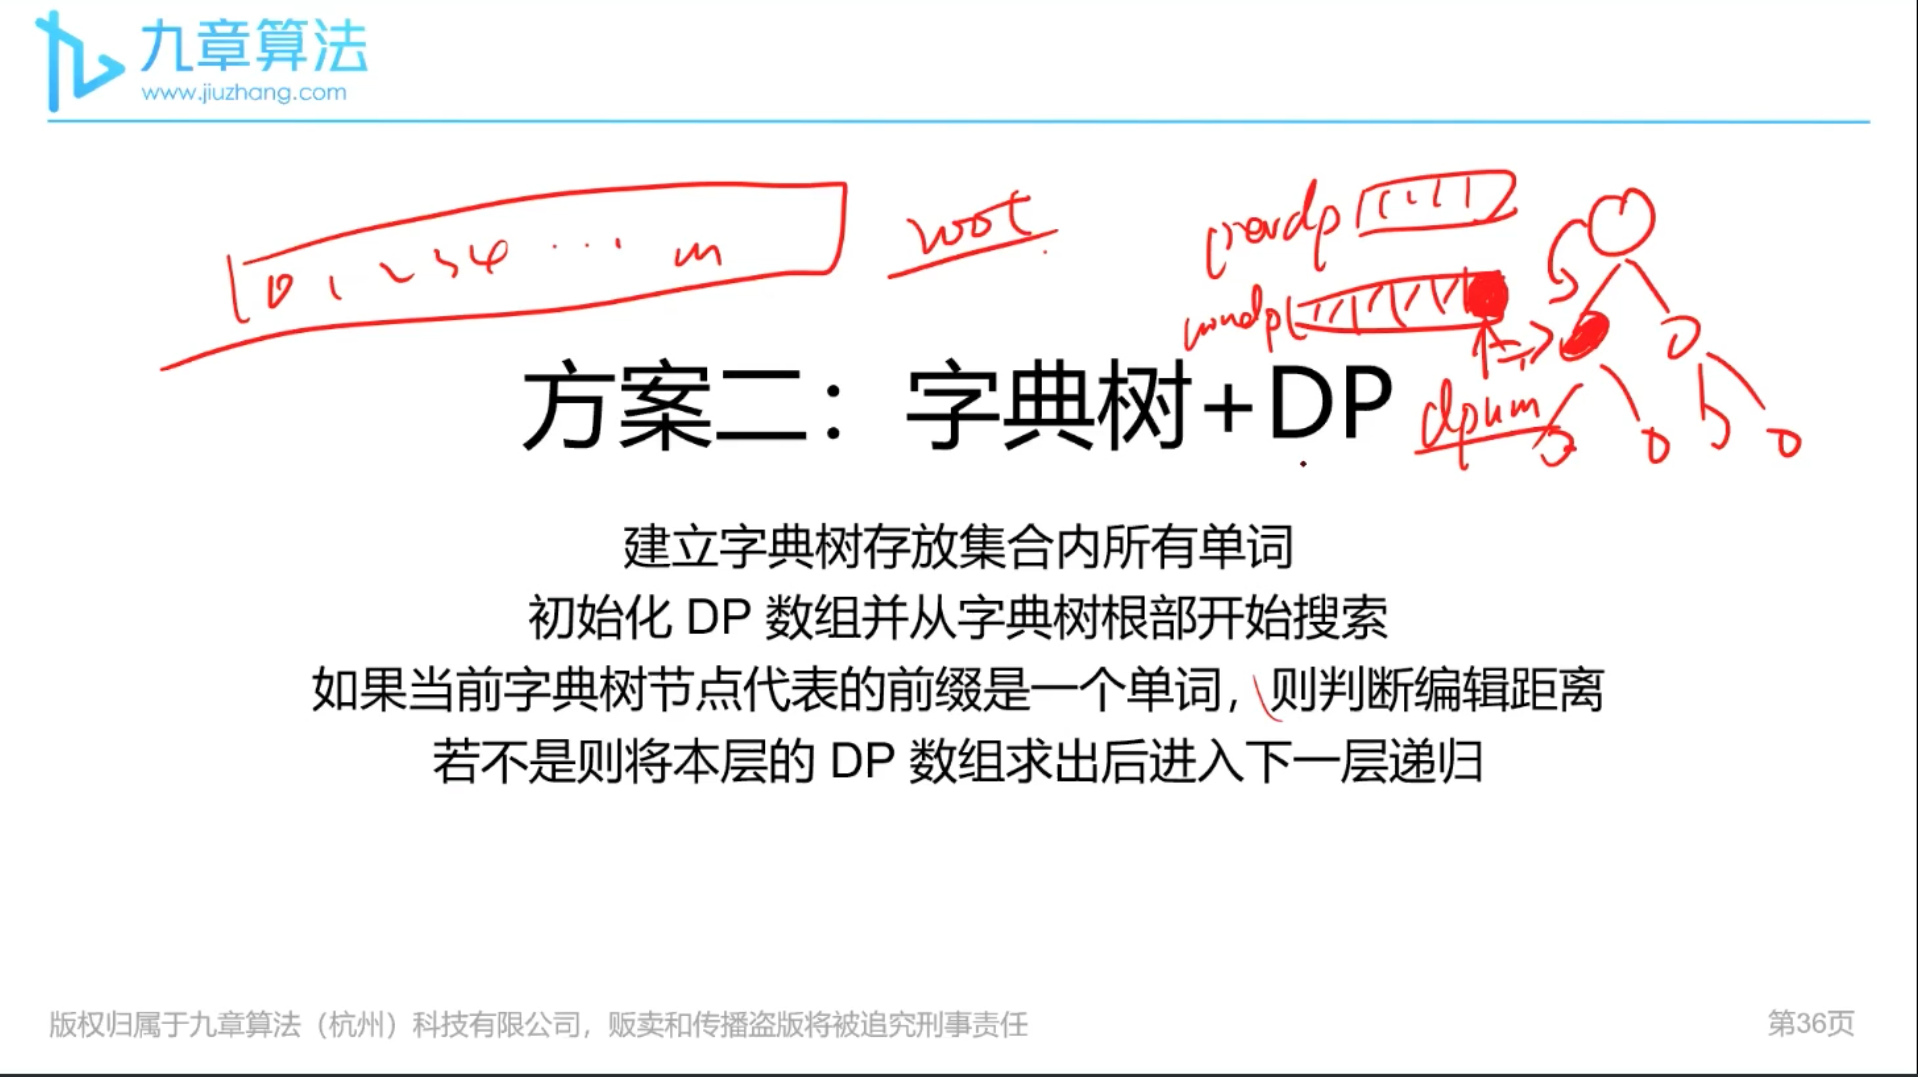 九章算法
www.jiuzhang.com
0 1 2 3 4 ... m
root
prevdp
dp[m]
方案二：字典树+DP
建立字典树存放集合内所有单词
初始化 DP 数组并从字典树根部开始搜索
如果当前字典树节点代表的前缀是一个单词，则判断编辑距离
若不是则将本层的 DP 数组求出后进入下一层递归
版权归属于九章算法（杭州）科技有限公司，贩卖和传播盗版将被追究刑事责任
第36页